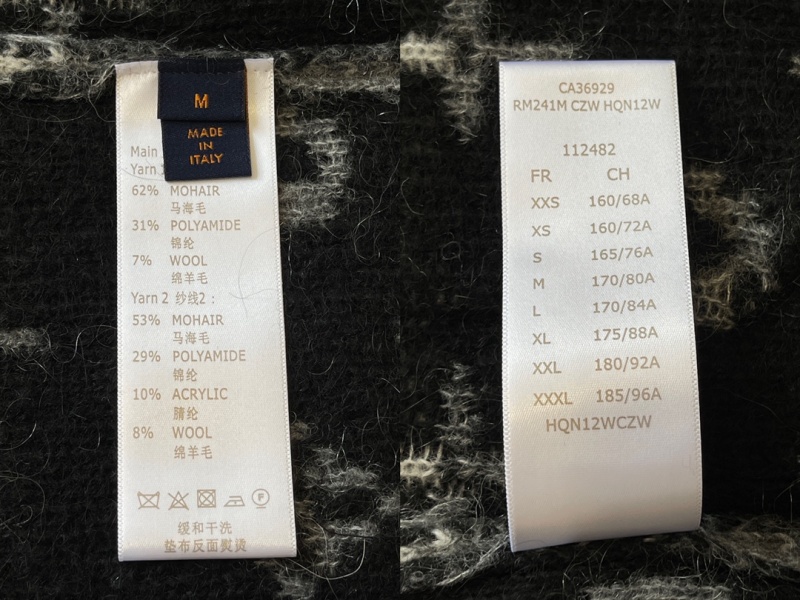 M
MADE
IN
ITALY
Main
Yarn 1
62% MOHAIR
马海毛
31% POLYAMIDE
锦纶
7% WOOL
绵羊毛
Yarn 2 纱线2：
53% MOHAIR
马海毛
29% POLYAMIDE
锦纶
10% ACRYLIC
腈纶
8% WOOL
绵羊毛
F
缓和干洗
垫布反面熨烫
CA36929
RM241M CZW HQN12W
112482
FR CH
XXS 160/68A
XS 160/72A
S 165/76A
M 170/80A
L 170/84A
XL 175/88A
XXL 180/92A
XXXL 185/96A
HQN12WCZW